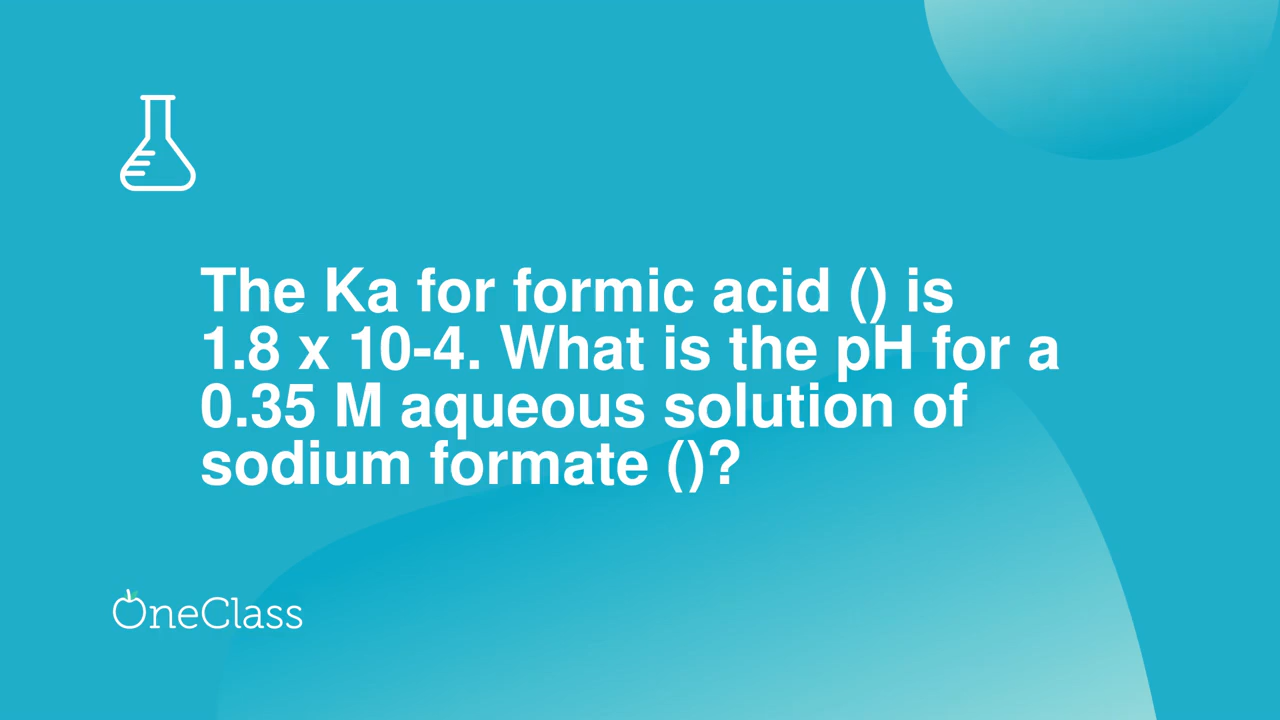 The Ka for formic acid () is
1.8 x 10-4. What is the pH for a
0.35 M aqueous solution of
sodium formate ()?
OneClass